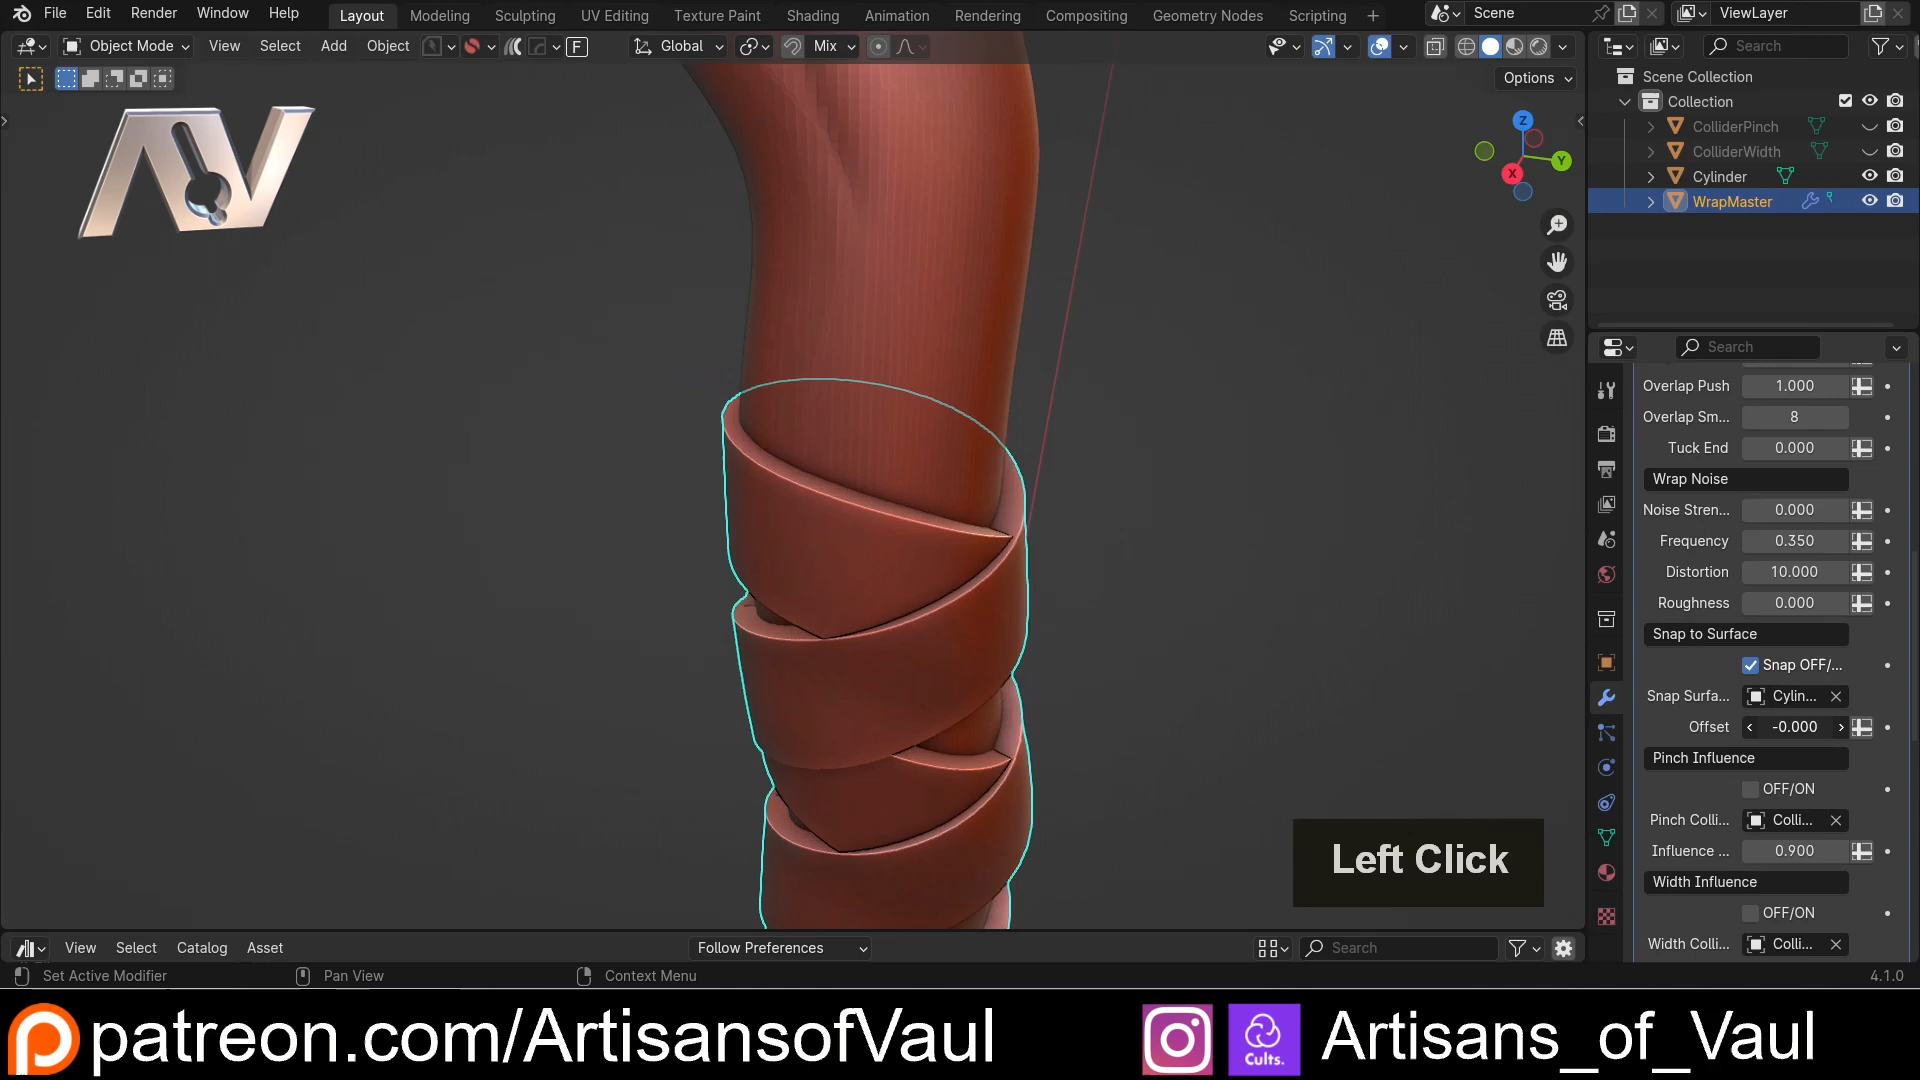 File Edit Render Window Help Layout Modeling Sculpting UV Editing Texture Paint Shading Animation Rendering Compositing Geometry Nodes Scripting + Scene ViewLayer
Object Mode View Select Add Object F Global Mix Search
Options
Scene Collection
Collection
ColliderPinch
ColliderWidth
Cylinder
WrapMaster
Z
Y
X
Search
Overlap Push 1.000
Overlap Sm... 8
Tuck End 0.000
Wrap Noise
Noise Stren... 0.000
Frequency 0.350
Distortion 10.000
Roughness 0.000
Snap to Surface
Snap OFF/...
Snap Surfa... Cylin...
Offset -0.000
Pinch Influence
OFF/ON
Pinch Colli... Colli...
Influence ... 0.900
Width Influence
OFF/ON
Width Colli... Colli...
AV
Left Click
View Select Catalog Asset Follow Preferences Search
Set Active Modifier Pan View Context Menu 4.1.0
patreon.com/ArtisansofVaul Cults. Artisans_of_Vaul